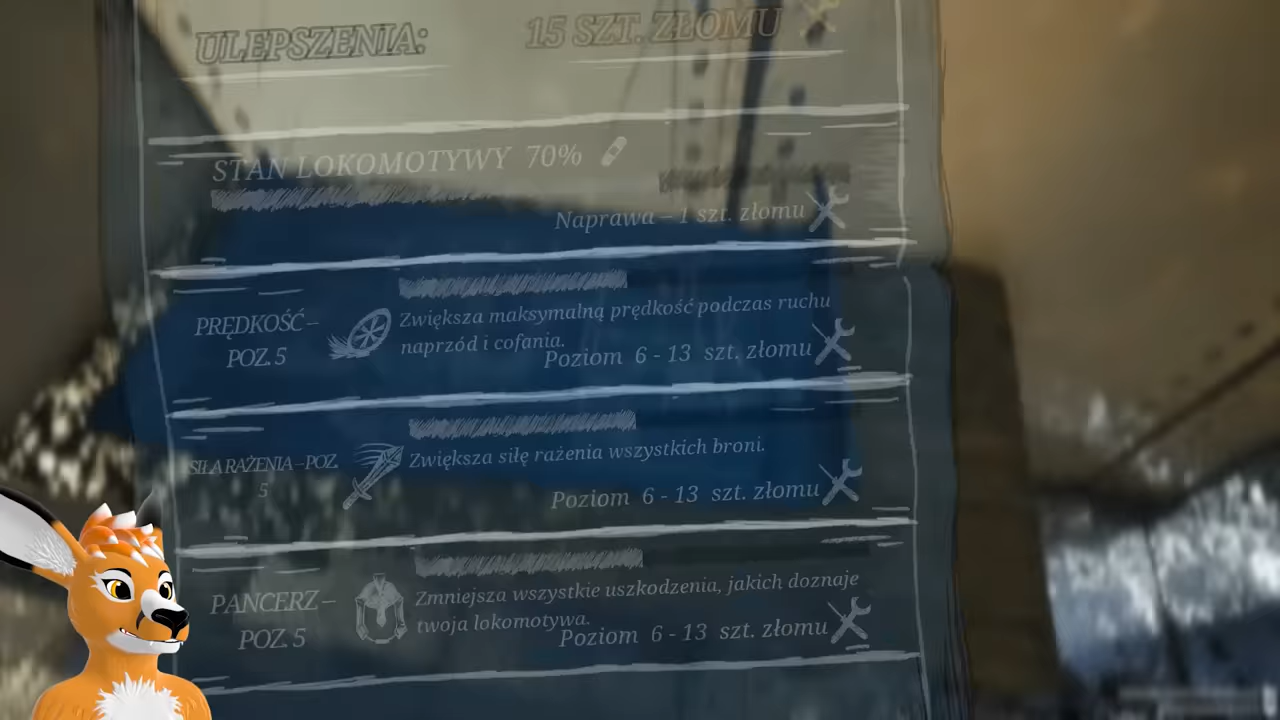 ULEPSZENIA: 15 SZT. ZŁOMU
STAN LOKOMOTYWY 70%
Naprawa – 1 szt. złomu
PRĘDKOŚĆ –
POZ. 5
Zwiększa maksymalną prędkość podczas ruchu
naprzód i cofania.
Poziom 6 - 13 szt. złomu
SIŁA RAŻENIA – POZ.
5
Zwiększa siłę rażenia wszystkich broni.
Poziom 6 - 13 szt. złomu
PANCERZ –
POZ. 5
Zmniejsza wszystkie uszkodzenia, jakich doznaje
twoja lokomotywa.
Poziom 6 - 13 szt. złomu